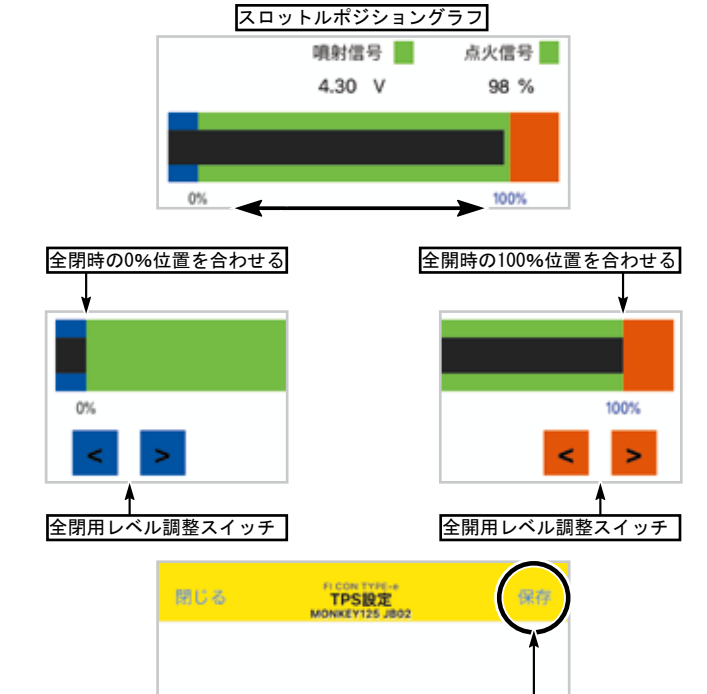 スロットルポジショングラフ
噴射信号 点火信号
4.30 V 98 %
0% 100%
全閉時の0%位置を合わせる 全開時の100%位置を合わせる
0% 100%
< > < >
全閉用レベル調整スイッチ 全開用レベル調整スイッチ
FI CON TYPE-e
閉じる TPS設定 保存
MONKEY125 JB02